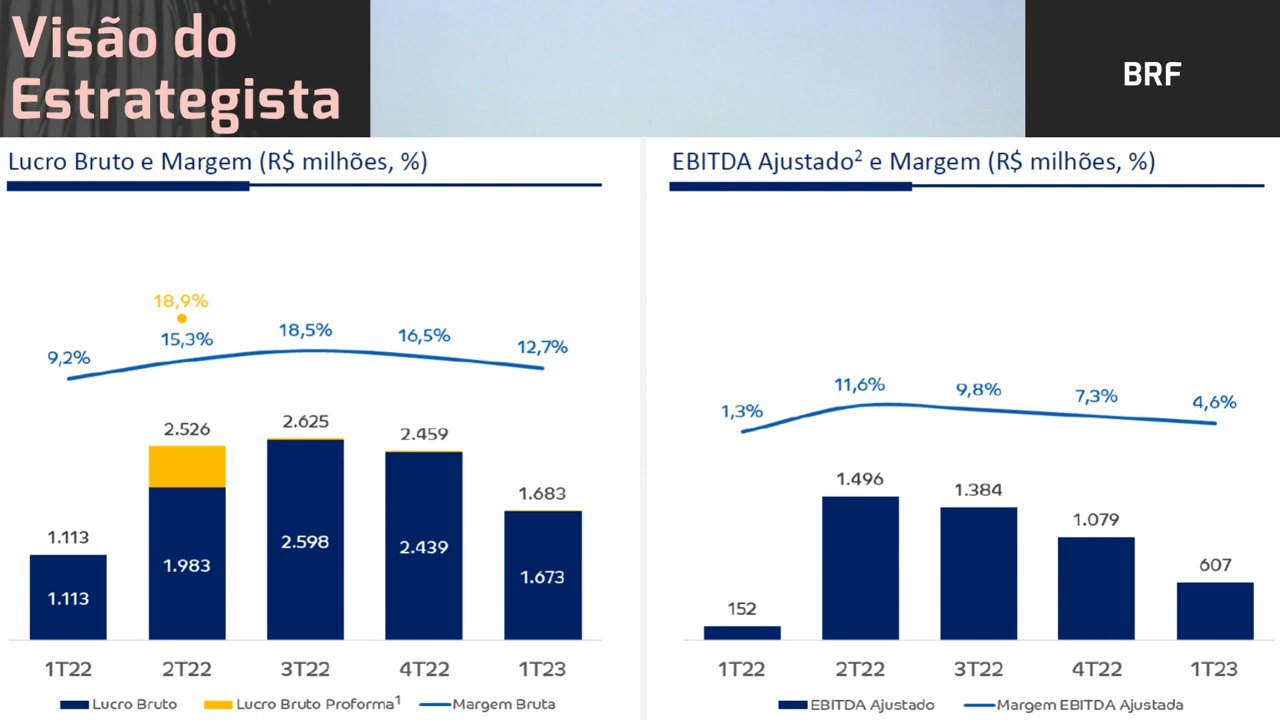 Visão do
Estrategista
BRF
Lucro Bruto e Margem (R$ milhões, %)
18,9%
9,2% 15,3% 18,5% 16,5% 12,7%
1.113 2.526 2.625 2.459 1.683
1.113 1.983 2.598 2.439 1.673
1T22 2T22 3T22 4T22 1T23
Lucro Bruto Lucro Bruto Proforma¹ Margem Bruta
EBITDA Ajustado² e Margem (R$ milhões, %)
1,3% 11,6% 9,8% 7,3% 4,6%
152 1.496 1.384 1.079 607
1T22 2T22 3T22 4T22 1T23
EBITDA Ajustado Margem EBITDA Ajustada